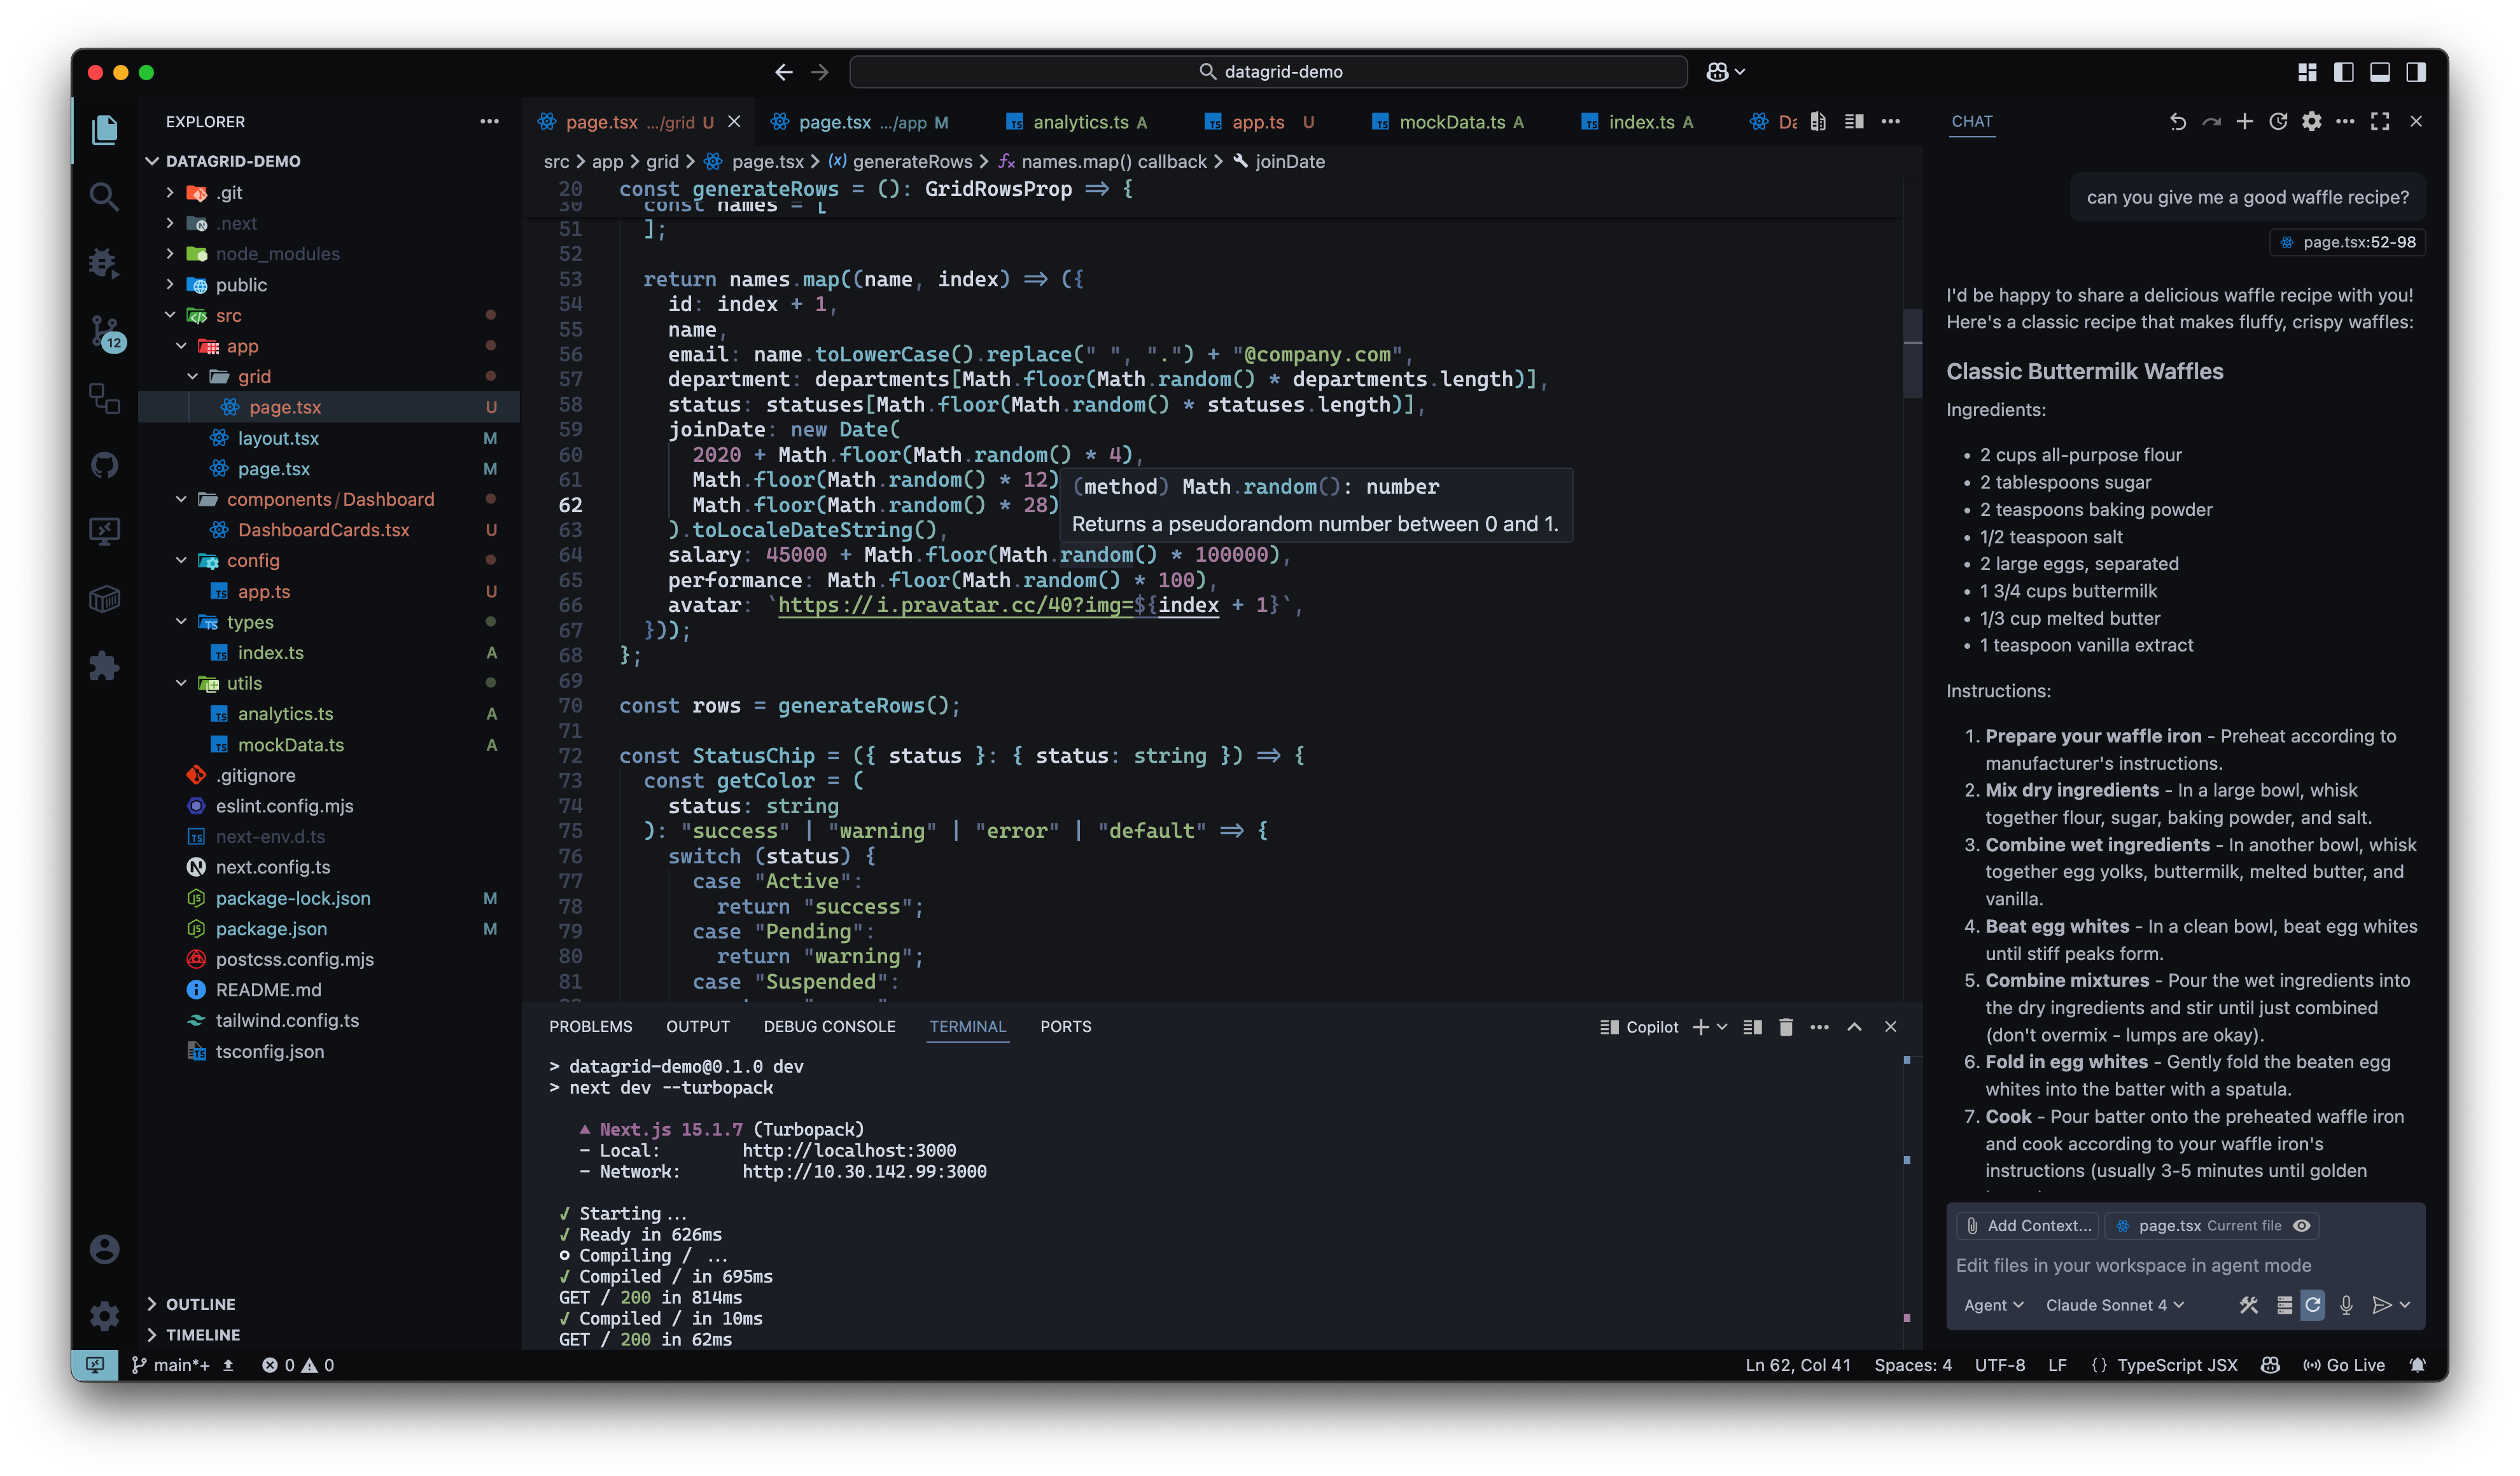 datagrid-demo
EXPLORER
DATAGRID-DEMO
.git
.next
node_modules
public
src
app
grid
page.tsx U
layout.tsx M
page.tsx M
components/Dashboard
DashboardCards.tsx U
config
app.ts U
types
index.ts A
utils
analytics.ts A
mockData.ts A
.gitignore
eslint.config.mjs
next-env.d.ts
next.config.ts
package-lock.json M
package.json M
postcss.config.mjs
README.md
tailwind.config.ts
tsconfig.json
OUTLINE
TIMELINE
12
page.tsx .../grid U
page.tsx .../app M
analytics.ts A
app.ts U
mockData.ts A
index.ts A
Da
src > app > grid > page.tsx > generateRows > names.map() callback > joinDate
20 const generateRows = (): GridRowsProp => {
30 const names = [
51 ];
52
53 return names.map((name, index) => ({
54 id: index + 1,
55 name,
56 email: name.toLowerCase().replace(" ", ".") + "@company.com",
57 department: departments[Math.floor(Math.random() * departments.length)],
58 status: statuses[Math.floor(Math.random() * statuses.length)],
59 joinDate: new Date(
60 2020 + Math.floor(Math.random() * 4),
61 Math.floor(Math.random() * 12)
62 Math.floor(Math.random() * 28)
63 ).toLocaleDateString(),
64 salary: 45000 + Math.floor(Math.random() * 100000),
65 performance: Math.floor(Math.random() * 100),
66 avatar: `https://i.pravatar.cc/40?img=${index + 1}`,
67 }));
68 };
69
70 const rows = generateRows();
71
72 const StatusChip = ({ status }: { status: string }) => {
73 const getColor = (
74 status: string
75 ): "success" | "warning" | "error" | "default" => {
76 switch (status) {
77 case "Active":
78 return "success";
79 case "Pending":
80 return "warning";
81 case "Suspended":
(method) Math.random(): number
Returns a pseudorandom number between 0 and 1.
PROBLEMS OUTPUT DEBUG CONSOLE TERMINAL PORTS
Copilot
> datagrid-demo@0.1.0 dev
> next dev --turbopack
▲ Next.js 15.1.7 (Turbopack)
- Local: http://localhost:3000
- Network: http://10.30.142.99:3000
✓ Starting...
✓ Ready in 626ms
○ Compiling / ...
✓ Compiled / in 695ms
GET / 200 in 814ms
✓ Compiled / in 10ms
GET / 200 in 62ms
CHAT
can you give me a good waffle recipe?
page.tsx:52-98
I'd be happy to share a delicious waffle recipe with you!
Here's a classic recipe that makes fluffy, crispy waffles:
Classic Buttermilk Waffles
Ingredients:
• 2 cups all-purpose flour
• 2 tablespoons sugar
• 2 teaspoons baking powder
• 1/2 teaspoon salt
• 2 large eggs, separated
• 1 3/4 cups buttermilk
• 1/3 cup melted butter
• 1 teaspoon vanilla extract
Instructions:
1. Prepare your waffle iron - Preheat according to
manufacturer's instructions.
2. Mix dry ingredients - In a large bowl, whisk
together flour, sugar, baking powder, and salt.
3. Combine wet ingredients - In another bowl, whisk
together egg yolks, buttermilk, melted butter, and
vanilla.
4. Beat egg whites - In a clean bowl, beat egg whites
until stiff peaks form.
5. Combine mixtures - Pour the wet ingredients into
the dry ingredients and stir until just combined
(don't overmix - lumps are okay).
6. Fold in egg whites - Gently fold the beaten egg
whites into the batter with a spatula.
7. Cook - Pour batter onto the preheated waffle iron
and cook according to your waffle iron's
instructions (usually 3-5 minutes until golden
Add Context... page.tsx Current file
Edit files in your workspace in agent mode
Agent Claude Sonnet 4
main*+ 0 0
Ln 62, Col 41 Spaces: 4 UTF-8 LF {} TypeScript JSX Go Live